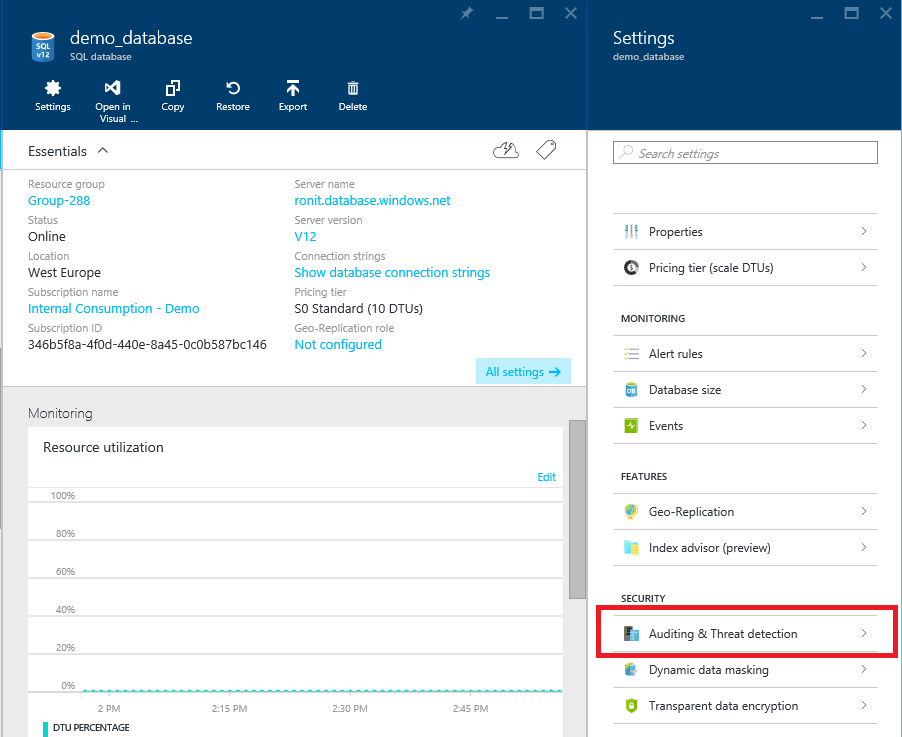 demo_database
SQL database
SQL
v12
Settings
Open in
Visual ...
Copy
Restore
Export
Delete
Essentials
Resource group
Group-288
Status
Online
Location
West Europe
Subscription name
Internal Consumption - Demo
Subscription ID
346b5f8a-4f0d-440e-8a45-0c0b587bc146
Server name
ronit.database.windows.net
Server version
V12
Connection strings
Show database connection strings
Pricing tier
S0 Standard (10 DTUs)
Geo-Replication role
Not configured
All settings
Monitoring
Resource utilization
Edit
100%
80%
60%
40%
20%
0%
2 PM
2:15 PM
2:30 PM
2:45 PM
DTU PERCENTAGE
Settings
demo_database
Search settings
Properties
Pricing tier (scale DTUs)
MONITORING
Alert rules
DB
Database size
Events
FEATURES
Geo-Replication
Index advisor (preview)
SECURITY
Auditing & Threat detection
Dynamic data masking
Transparent data encryption